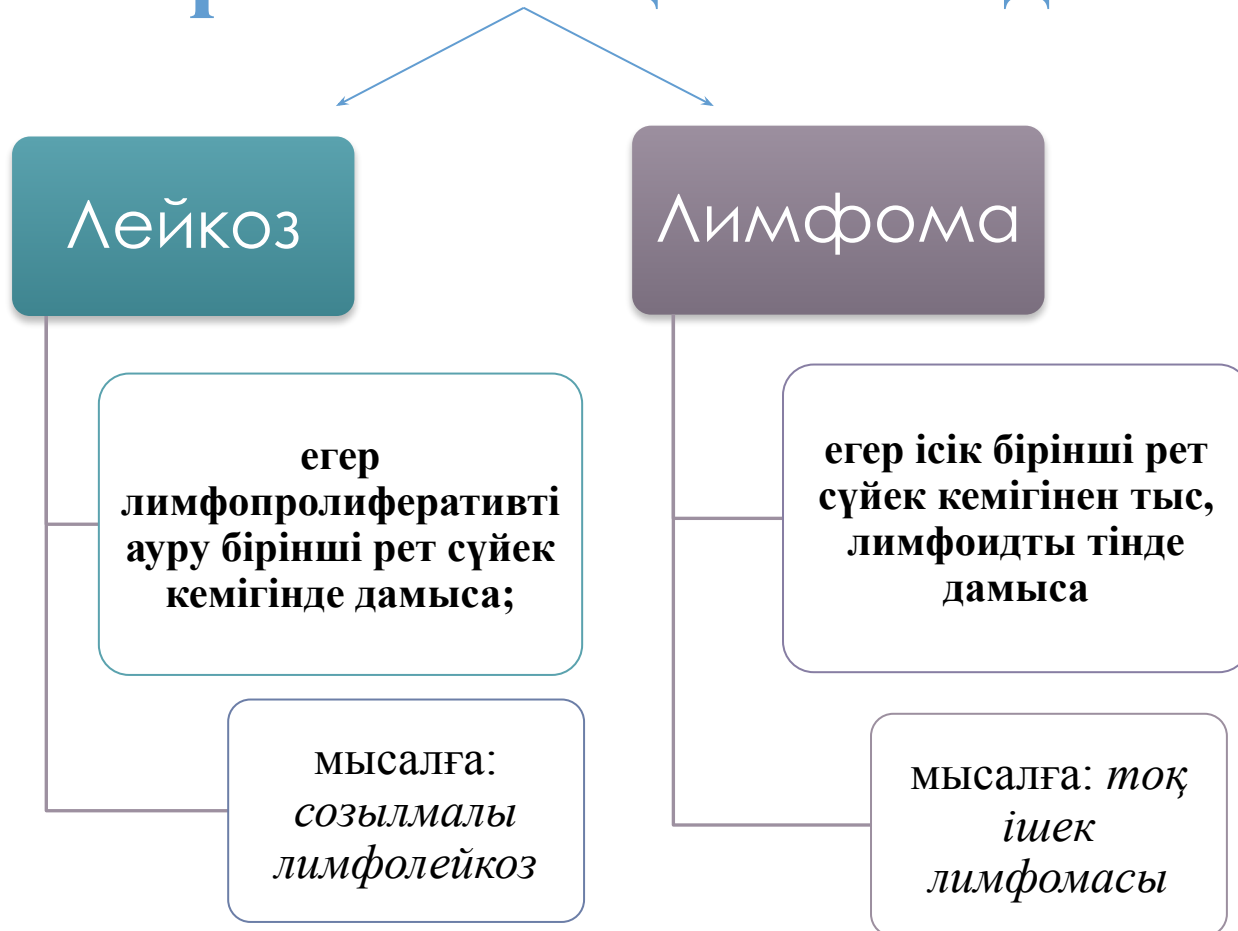 Лейкоз
Лимфома
егер
лимфопролиферативті
ауру бірінші рет сүйек
кемігінде дамыса;
егер ісік бірінші рет
сүйек кемігінен тыс,
лимфоидты тінде
дамыса
мысалға:
созылмалы
лимфолейкоз
мысалға: тоқ
ішек
лимфомасы